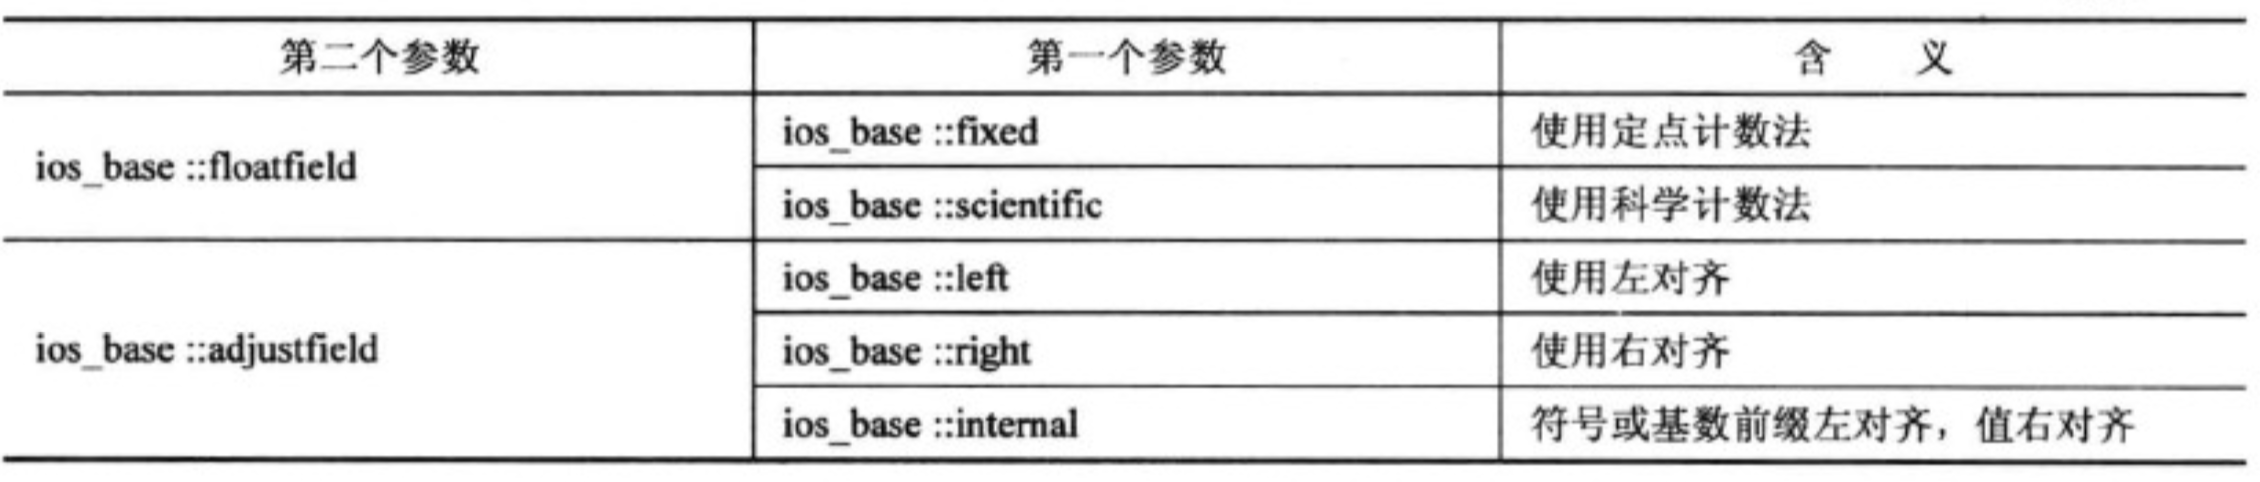 第二个参数 第一个参数 含 义
ios_base ::fixed 使用定点计数法
ios_base ::floatfield
ios_base ::scientific 使用科学计数法
ios_base ::left 使用左对齐
ios_base ::adjustfield ios_base ::right 使用右对齐
ios_base ::internal 符号或基数前缀左对齐，值右对齐